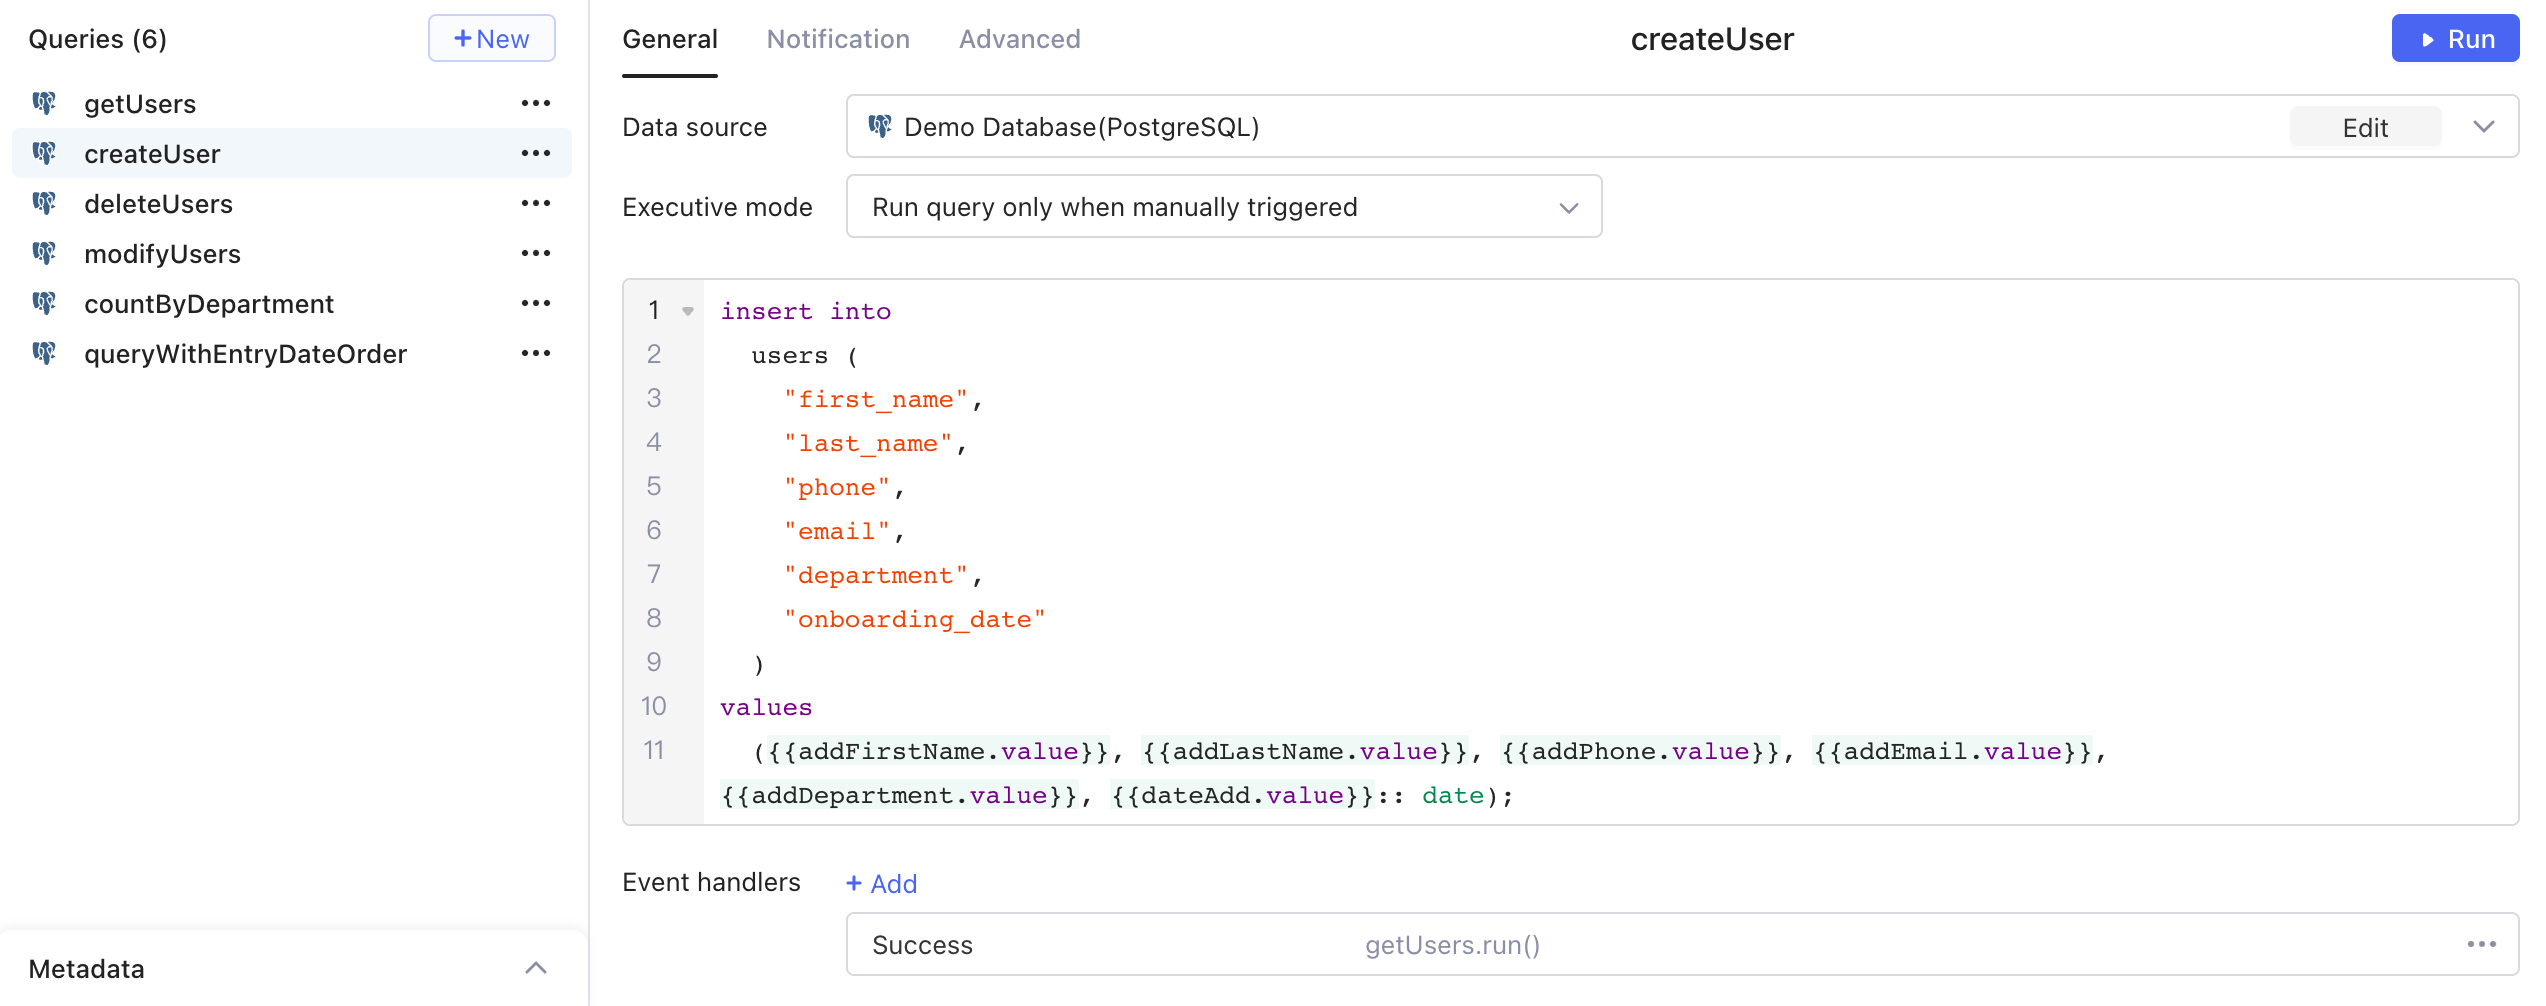 Queries (6)
+ New
getUsers
createUser
deleteUsers
modifyUsers
countByDepartment
queryWithEntryDateOrder
Metadata
General Notification Advanced
createUser
Run
Data source
Demo Database(PostgreSQL)
Edit
Executive mode
Run query only when manually triggered
1 insert into
2 users (
3 "first_name",
4 "last_name",
5 "phone",
6 "email",
7 "department",
8 "onboarding_date"
9 )
10 values
11 ({{addFirstName.value}}, {{addLastName.value}}, {{addPhone.value}}, {{addEmail.value}},
{{addDepartment.value}}, {{dateAdd.value}}:: date);
Event handlers
+ Add
Success getUsers.run()